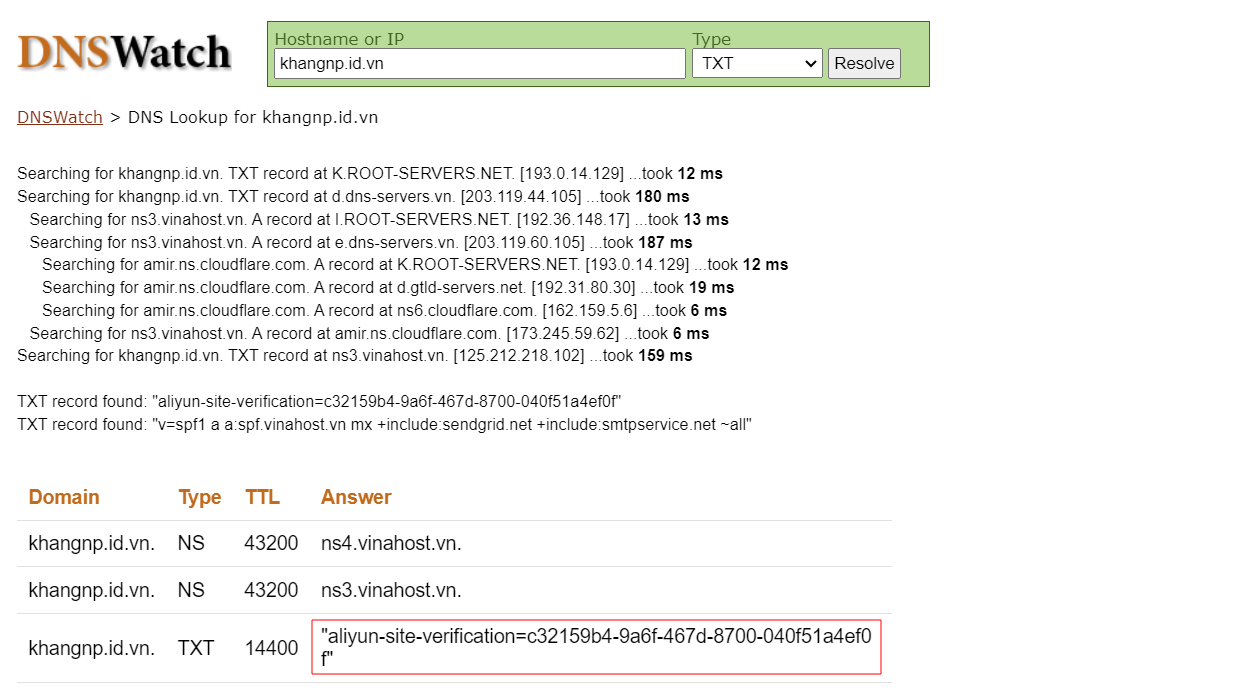 DNSWatch
Hostname or IP
Type
khangnp.id.vn
TXT
Resolve
DNSWatch > DNS Lookup for khangnp.id.vn
Searching for khangnp.id.vn. TXT record at K.ROOT-SERVERS.NET. [193.0.14.129] ...took 12 ms
Searching for khangnp.id.vn. TXT record at d.dns-servers.vn. [203.119.44.105] ...took 180 ms
Searching for ns3.vinahost.vn. A record at I.ROOT-SERVERS.NET. [192.36.148.17] ...took 13 ms
Searching for ns3.vinahost.vn. A record at e.dns-servers.vn. [203.119.60.105] ...took 187 ms
Searching for amir.ns.cloudflare.com. A record at K.ROOT-SERVERS.NET. [193.0.14.129] ...took 12 ms
Searching for amir.ns.cloudflare.com. A record at d.gtld-servers.net. [192.31.80.30] ...took 19 ms
Searching for amir.ns.cloudflare.com. A record at ns6.cloudflare.com. [162.159.5.6] ...took 6 ms
Searching for ns3.vinahost.vn. A record at amir.ns.cloudflare.com. [173.245.59.62] ...took 6 ms
Searching for khangnp.id.vn. TXT record at ns3.vinahost.vn. [125.212.218.102] ...took 159 ms
TXT record found: "aliyun-site-verification=c32159b4-9a6f-467d-8700-040f51a4ef0f"
TXT record found: "v=spf1 a a:spf.vinahost.vn mx +include:sendgrid.net +include:smtpservice.net ~all"
Domain Type TTL Answer
khangnp.id.vn. NS 43200 ns4.vinahost.vn.
khangnp.id.vn. NS 43200 ns3.vinahost.vn.
khangnp.id.vn. TXT 14400 "aliyun-site-verification=c32159b4-9a6f-467d-8700-040f51a4ef0
f"